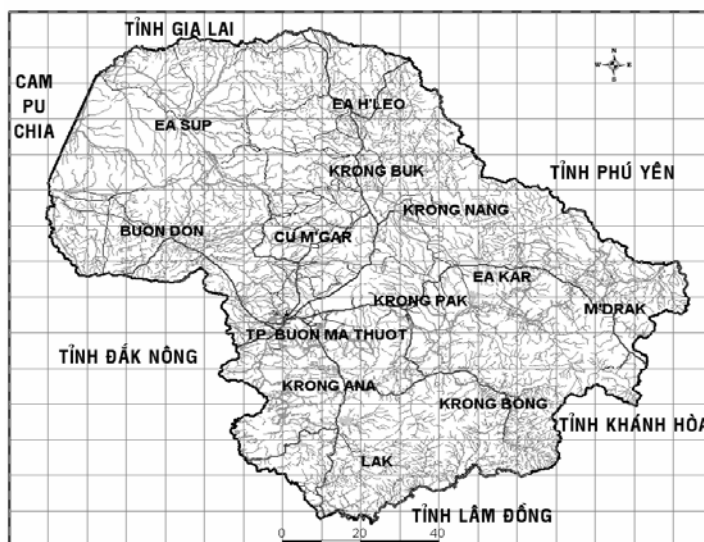 TỈNH GIA LAI
CAM
PU
CHIA
N
W E
S
EA H'LEO
EA SUP
KRONG BUK
TỈNH PHÚ YÊN
KRONG NANG
BUON DON
CU M'GAR
EA KAR
KRONG PAK
M'DRAK
TP. BUON MA THUOT
TỈNH ĐẮK NÔNG
KRONG ANA
KRONG BONG
TỈNH KHÁNH HÒA
LAK
TỈNH LÂM ĐỒNG
0 20 40